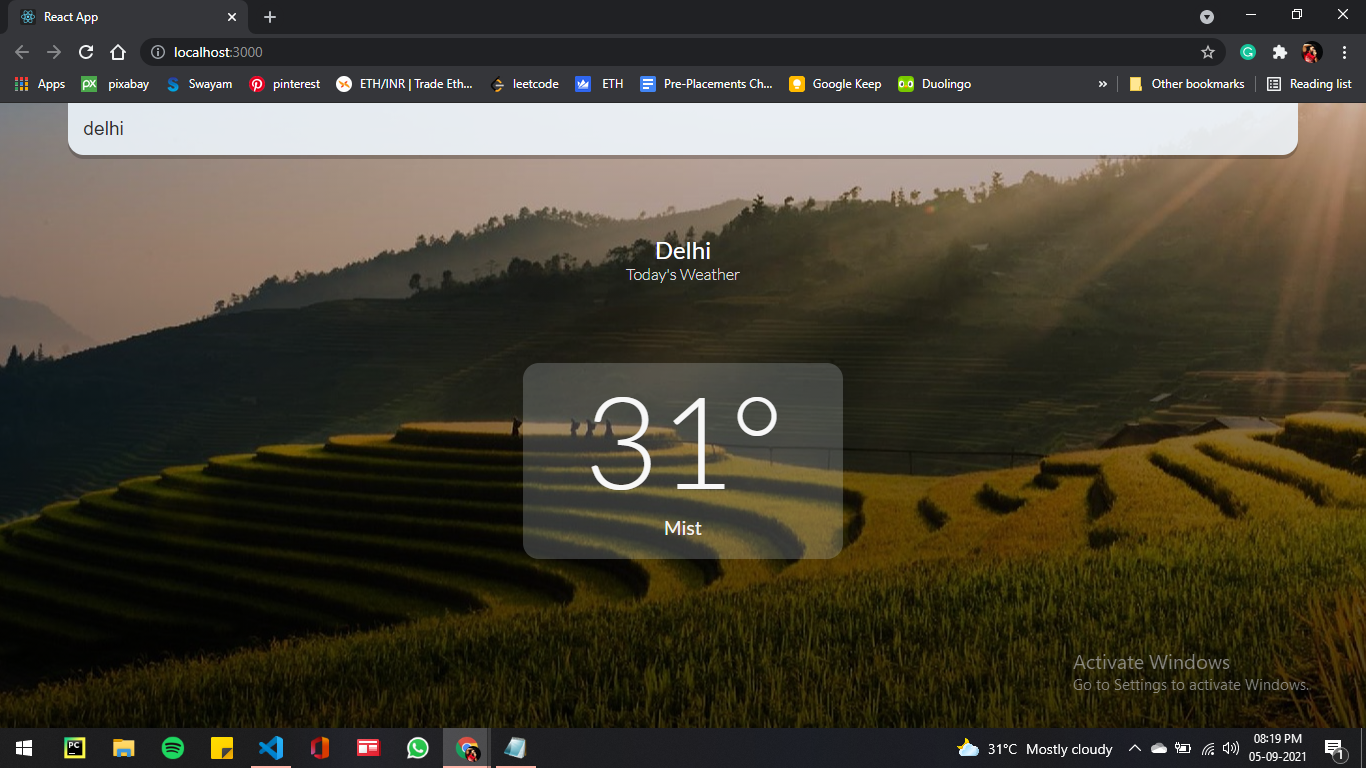 React App
localhost:3000
Apps px pixabay Swayam pinterest ETH/INR | Trade Eth... leetcode ETH Pre-Placements Ch... Google Keep Duolingo » Other bookmarks Reading list
delhi
Delhi
Today's Weather
31°
Mist
Activate Windows
Go to Settings to activate Windows.
PC 31°C Mostly cloudy 08:19 PM
05-09-2021 1